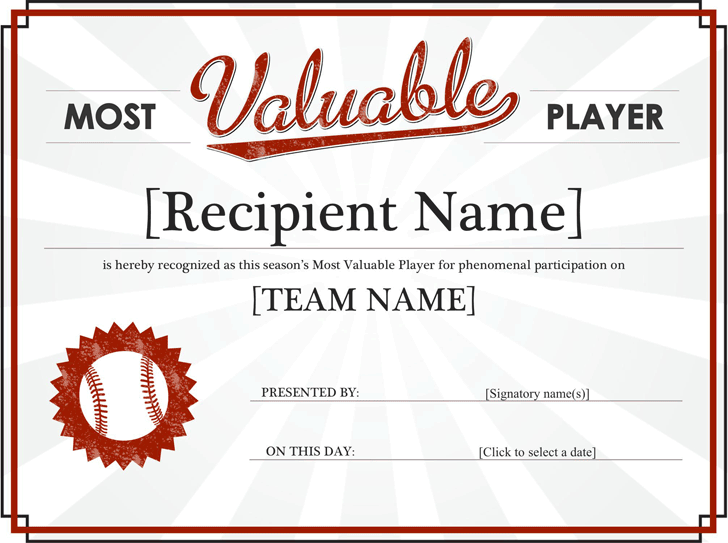 MOST Valuable PLAYER
[Recipient Name]
is hereby recognized as this season’s Most Valuable Player for phenomenal participation on
[TEAM NAME]
PRESENTED BY: [Signatory name(s)]
ON THIS DAY: [Click to select a date]